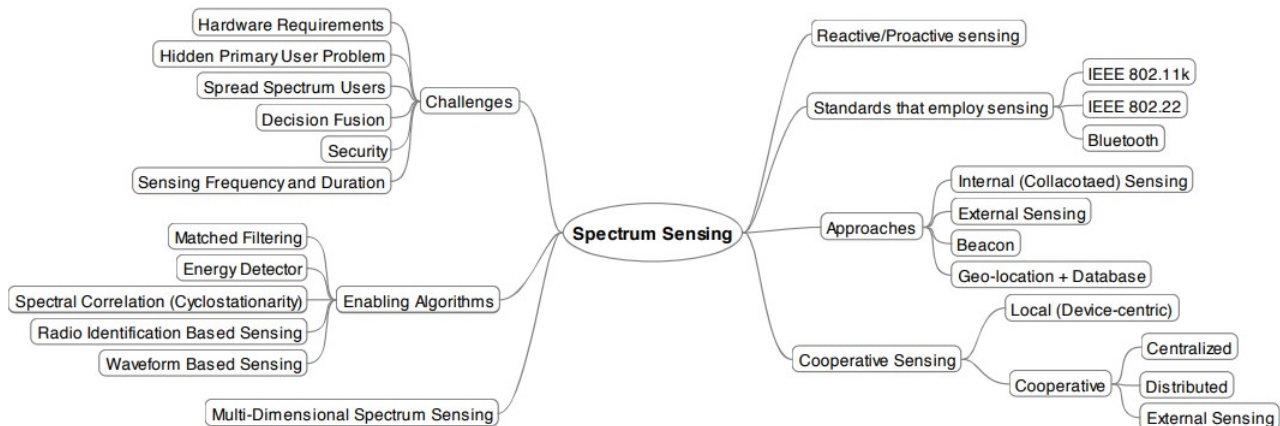 Hardware Requirements
Hidden Primary User Problem
Spread Spectrum Users
Decision Fusion
Security
Sensing Frequency and Duration
Challenges
Matched Filtering
Energy Detector
Spectral Correlation (Cyclostationarity)
Radio Identification Based Sensing
Waveform Based Sensing
Enabling Algorithms
Multi-Dimensional Spectrum Sensing
Spectrum Sensing
Reactive/Proactive sensing
Standards that employ sensing
IEEE 802.11k
IEEE 802.22
Bluetooth
Approaches
Internal (Collacotaed) Sensing
External Sensing
Beacon
Geo-location + Database
Cooperative Sensing
Local (Device-centric)
Cooperative
Centralized
Distributed
External Sensing